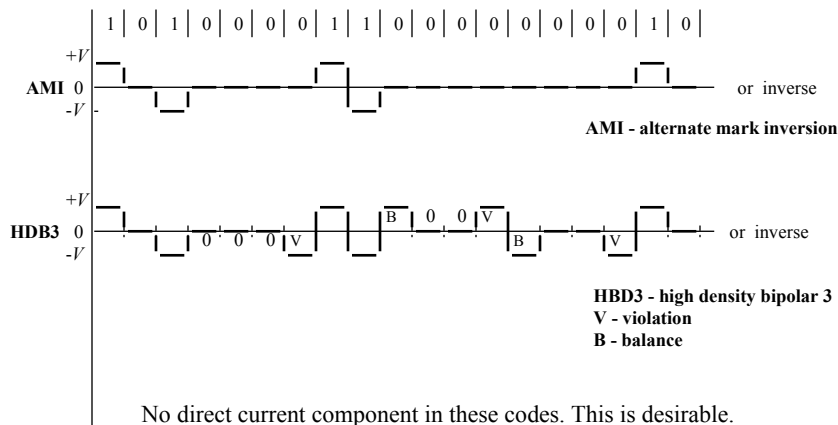 1 0 1 0 0 0 0 1 1 0 0 0 0 0 0 0 0 1 0
+V
AMI 0 or inverse
-V
AMI - alternate mark inversion
+V
B 0 0 V
HDB3 0 or inverse
0 0 0 V B V
-V
HBD3 - high density bipolar 3
V - violation
B - balance
No direct current component in these codes. This is desirable.